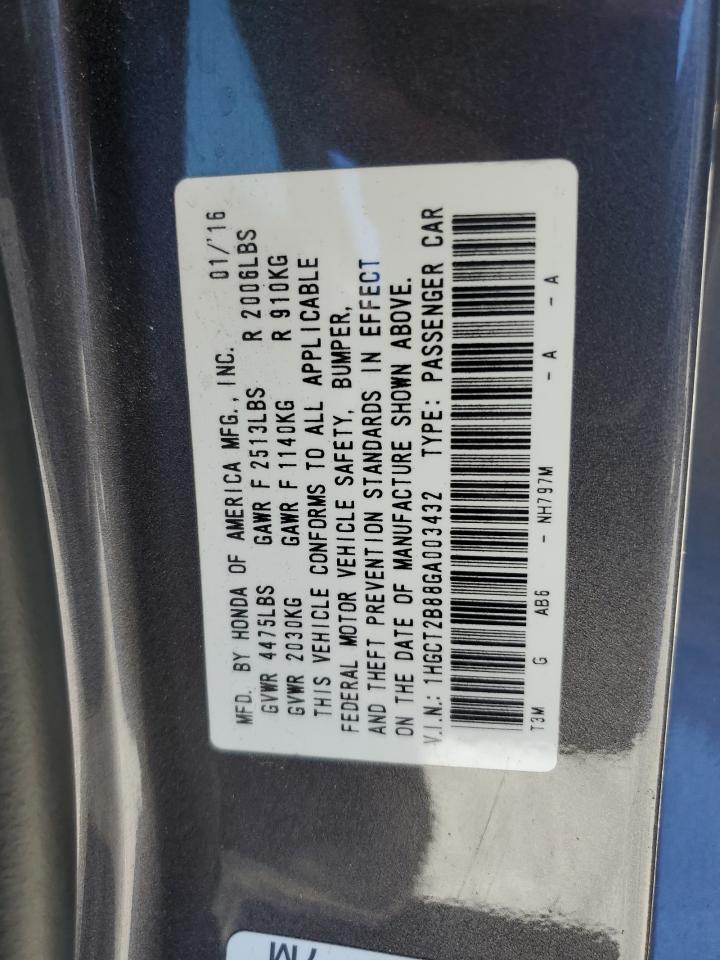 MFD. BY HONDA OF AMERICA MFG., INC. 01/'16
GVWR 4475LBS GAWR F 2513LBS R 2006LBS
GVWR 2030KG GAWR F 1140KG R 910KG
THIS VEHICLE CONFORMS TO ALL APPLICABLE
FEDERAL MOTOR VEHICLE SAFETY, BUMPER,
AND THEFT PREVENTION STANDARDS IN EFFECT
ON THE DATE OF MANUFACTURE SHOWN ABOVE.
V.I.N.: 1HGCT2B88GA003432 TYPE: PASSENGER CAR
T3M G AB6 - NH797M - A - A